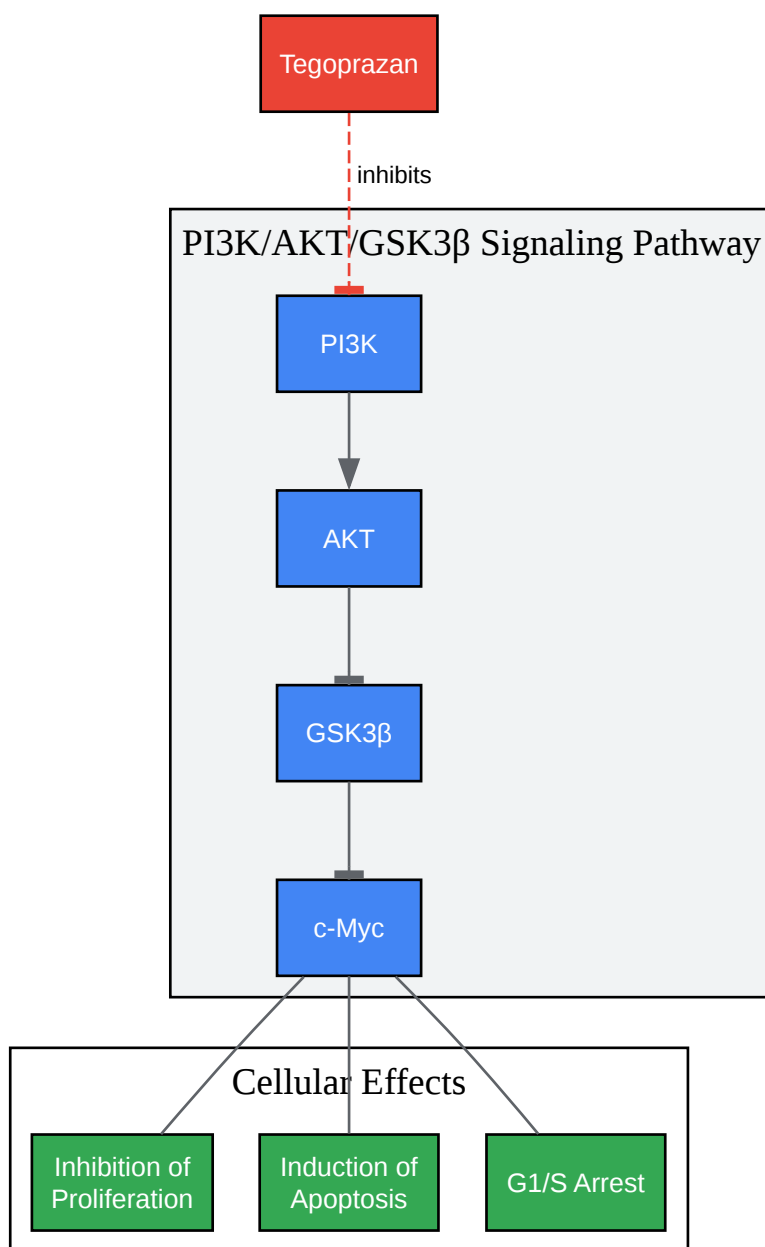 Tegoprazan
inhibits
PI3K/AKT/GSK3β Signaling Pathway
PI3K
AKT
GSK3β
c-Myc
Cellular Effects
Inhibition of
Proliferation
Induction of
Apoptosis
G1/S Arrest